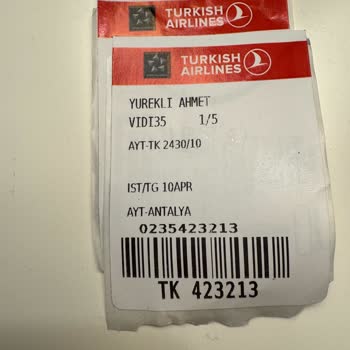 TURKISH
AIRLINES
TURKISH
AIRLINES
YUREKLI AHMET
VIDI35 1/5
AYT-TK 2430/10
IST/TG 10APR
AYT-ANTALYA
0235423213
TK 423213